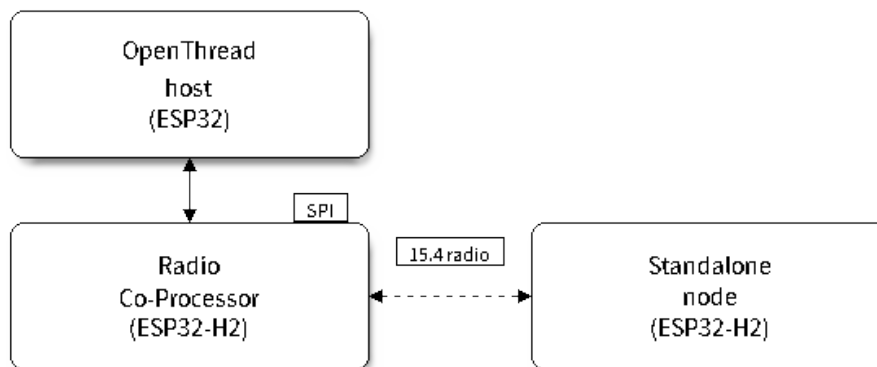 OpenThread
host
(ESP32)
SPI
Radio
Co-Processor
(ESP32-H2)
15.4 radio
Standalone
node
(ESP32-H2)